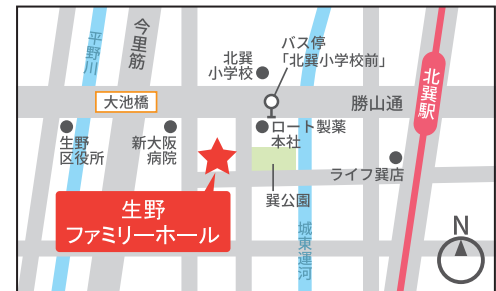 平野川
今里筋
北巽
小学校
バス停
「北巽小学校前」
北巽駅
大池橋
勝山通
生野
区役所
新大阪
病院
ロート製薬
本社
ライフ巽店
巽公園
生野
ファミリーホール
城東運河
N